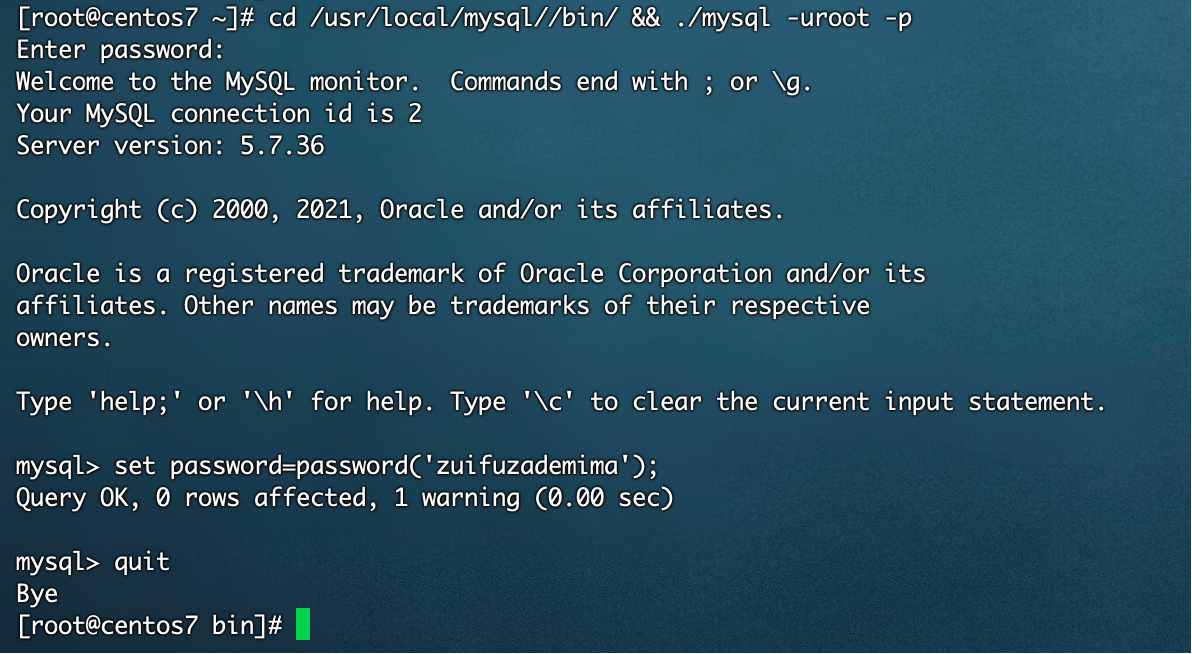 [root@centos7 ~]# cd /usr/local/mysql//bin/ && ./mysql -uroot -p
Enter password:
Welcome to the MySQL monitor.  Commands end with ; or \g.
Your MySQL connection id is 2
Server version: 5.7.36
Copyright (c) 2000, 2021, Oracle and/or its affiliates.
Oracle is a registered trademark of Oracle Corporation and/or its
affiliates. Other names may be trademarks of their respective
owners.
Type 'help;' or '\h' for help. Type '\c' to clear the current input statement.
mysql> set password=password('zuifuzademima');
Query OK, 0 rows affected, 1 warning (0.00 sec)
mysql> quit
Bye
[root@centos7 bin]#